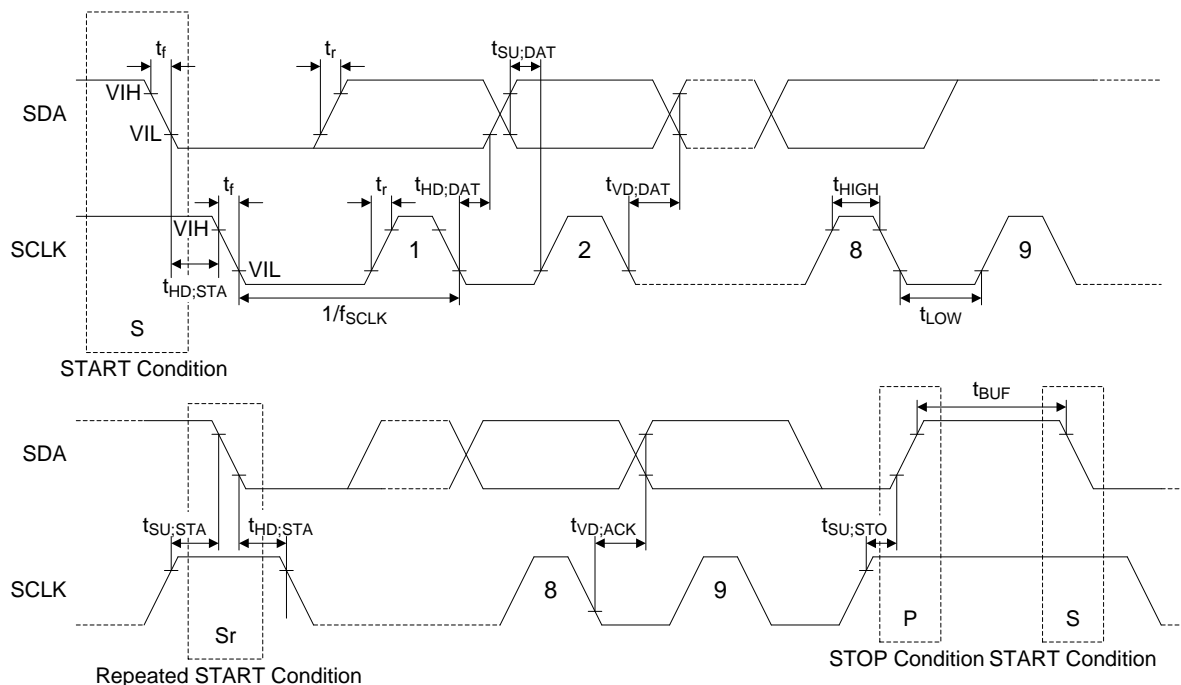 tf
tr
tSU;DAT
VIH
SDA
VIL
tf
tr
tHD;DAT
tVD;DAT
tHIGH
VIH
SCLK
1
2
8
9
VIL
tHD;STA
1/fSCLK
tLOW
S
START Condition
tBUF
SDA
tSU;STA
tHD;STA
tVD;ACK
tSU;STO
SCLK
8
9
Sr
P
S
Repeated START Condition
STOP Condition
START Condition